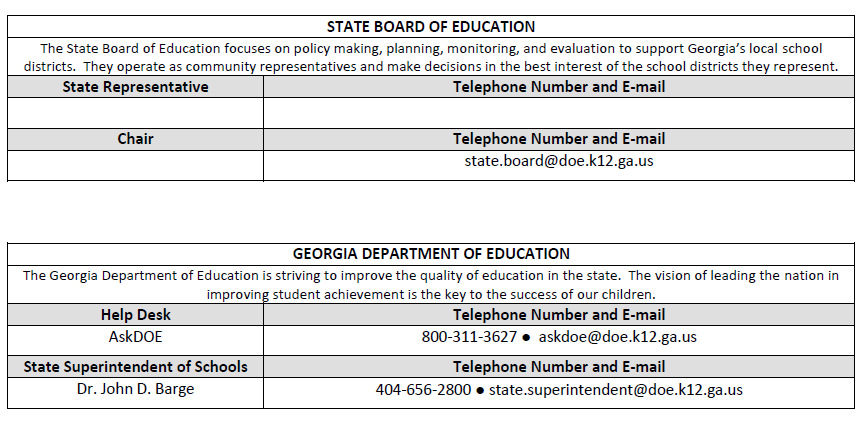 STATE BOARD OF EDUCATION
The State Board of Education focuses on policy making, planning, monitoring, and evaluation to support Georgia's local school
districts.  They operate as community representatives and make decisions in the best interest of the school districts they represent.
State Representative Telephone Number and E-mail
Chair Telephone Number and E-mail
state.board@doe.k12.ga.us
GEORGIA DEPARTMENT OF EDUCATION
The Georgia Department of Education is striving to improve the quality of education in the state.  The vision of leading the nation in
improving student achievement is the key to the success of our children.
Help Desk Telephone Number and E-mail
AskDOE 800-311-3627 ● askdoe@doe.k12.ga.us
State Superintendent of Schools Telephone Number and E-mail
Dr. John D. Barge 404-656-2800 ● state.superintendent@doe.k12.ga.us